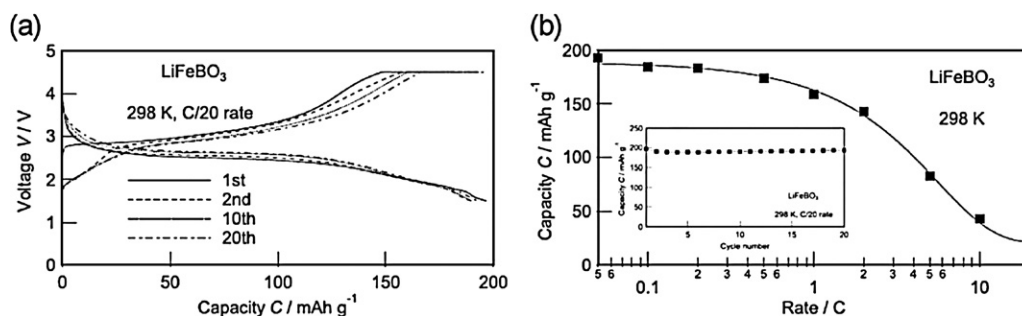 (a)
5
4
3
2
1
0
Voltage V / V
LiFeBO3
298 K, C/20 rate
1st
2nd
10th
20th
0 50 100 150 200
Capacity C / mAh g-1
(b)
200
150
100
50
0
Capacity C / mAh g-1
LiFeBO3
298 K
250
200
150
100
50
0
Capacity C / mAh g-1
LiFeBO3
298 K, C/20 rate
5 10 15 20
Cycle number
5 6 2 3 4 5 6 2 3 4 5 6
0.1 1 10
Rate / C